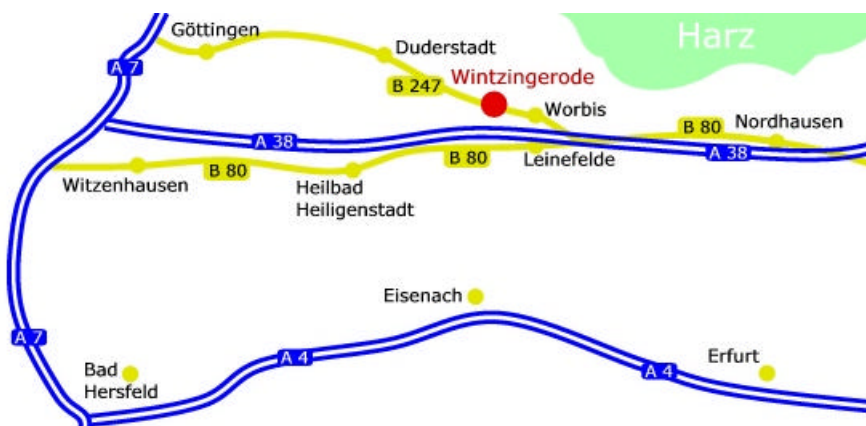 Göttingen
Harz
Duderstadt
A 7
Wintzingerode
B 247
Worbis
Nordhausen
B 80
A 38
B 80
Leinefelde
A 38
Witzenhausen
B 80
Heilbad
Heiligenstadt
Eisenach
A 7
A 4
Erfurt
A 4
Bad
Hersfeld